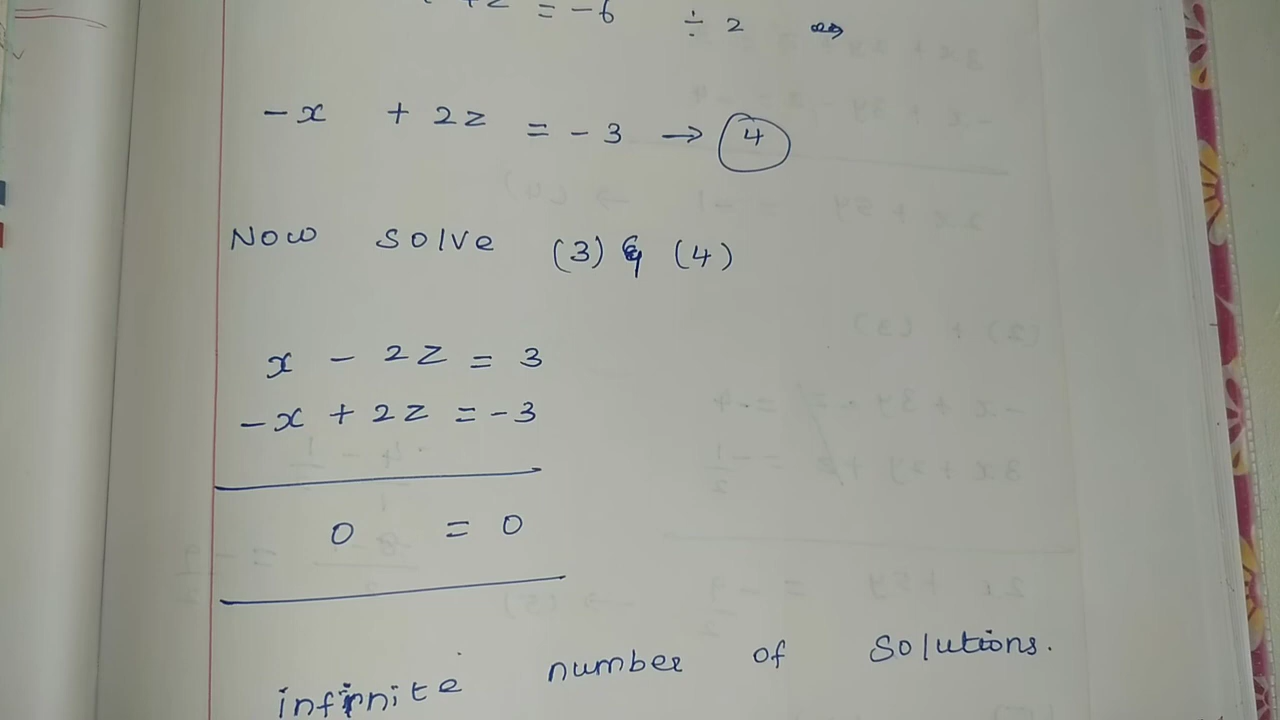 = -6 ÷ 2
-x + 2z = -3 → 4
Now solve (3) & (4)
x - 2z = 3
-x + 2z = -3
0 = 0
infinite number of solutions.